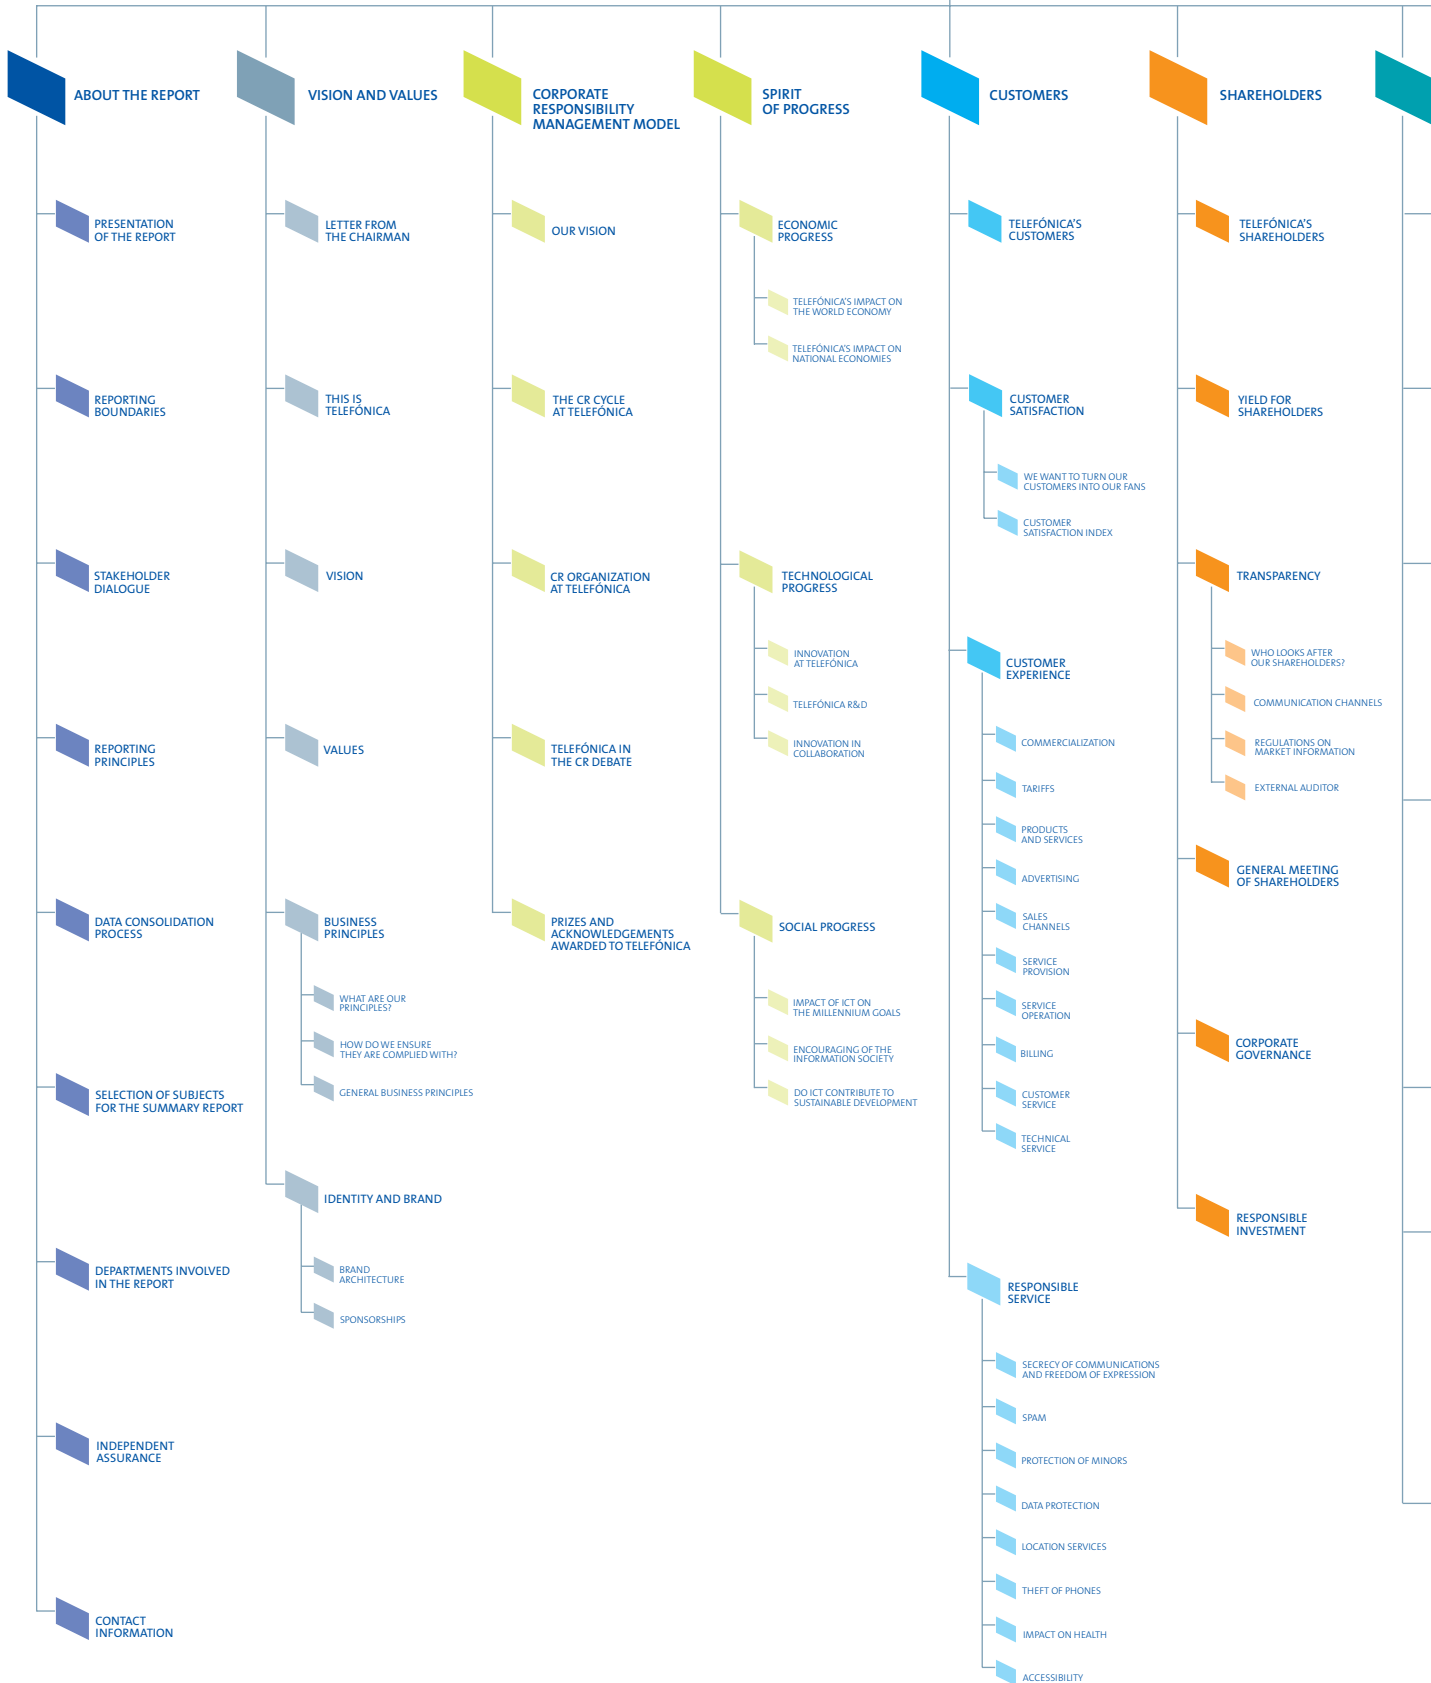 ABOUT THE REPORT
PRESENTATION
OF THE REPORT
REPORTING
BOUNDARIES
STAKEHOLDER
DIALOGUE
REPORTING
PRINCIPLES
DATA CONSOLIDATION
PROCESS
SELECTION OF SUBJECTS
FOR THE SUMMARY REPORT
DEPARTMENTS INVOLVED
IN THE REPORT
INDEPENDENT
ASSURANCE
CONTACT
INFORMATION
VISION AND VALUES
LETTER FROM
THE CHAIRMAN
THIS IS
TELEFÓNICA
VISION
VALUES
BUSINESS
PRINCIPLES
WHAT ARE OUR
PRINCIPLES?
HOW DO WE ENSURE
THEY ARE COMPLIED WITH?
GENERAL BUSINESS PRINCIPLES
IDENTITY AND BRAND
BRAND
ARCHITECTURE
SPONSORSHIPS
CORPORATE
RESPONSIBILITY
MANAGEMENT MODEL
OUR VISION
THE CR CYCLE
AT TELEFÓNICA
CR ORGANIZATION
AT TELEFÓNICA
TELEFÓNICA IN
THE CR DEBATE
PRIZES AND
ACKNOWLEDGEMENTS
AWARDED TO TELEFÓNICA
SPIRIT
OF PROGRESS
ECONOMIC
PROGRESS
TELEFÓNICA'S IMPACT ON
THE WORLD ECONOMY
TELEFÓNICA'S IMPACT ON
NATIONAL ECONOMIES
TECHNOLOGICAL
PROGRESS
INNOVATION
AT TELEFÓNICA
TELEFÓNICA R&D
INNOVATION IN
COLLABORATION
SOCIAL PROGRESS
IMPACT OF ICT ON
THE MILLENNIUM GOALS
ENCOURAGING OF THE
INFORMATION SOCIETY
DO ICT CONTRIBUTE TO
SUSTAINABLE DEVELOPMENT
CUSTOMERS
TELEFÓNICA'S
CUSTOMERS
CUSTOMER
SATISFACTION
WE WANT TO TURN OUR
CUSTOMERS INTO OUR FANS
CUSTOMER
SATISFACTION INDEX
CUSTOMER
EXPERIENCE
COMMERCIALIZATION
TARIFFS
PRODUCTS
AND SERVICES
ADVERTISING
SALES
CHANNELS
SERVICE
PROVISION
SERVICE
OPERATION
BILLING
CUSTOMER
SERVICE
TECHNICAL
SERVICE
RESPONSIBLE
SERVICE
SECRECY OF COMMUNICATIONS
AND FREEDOM OF EXPRESSION
SPAM
PROTECTION OF MINORS
DATA PROTECTION
LOCATION SERVICES
THEFT OF PHONES
IMPACT ON HEALTH
ACCESSIBILITY
SHAREHOLDERS
TELEFÓNICA'S
SHAREHOLDERS
YIELD FOR
SHAREHOLDERS
TRANSPARENCY
WHO LOOKS AFTER
OUR SHAREHOLDERS?
COMMUNICATION CHANNELS
REGULATIONS ON
MARKET INFORMATION
EXTERNAL AUDITOR
GENERAL MEETING
OF SHAREHOLDERS
CORPORATE
GOVERNANCE
RESPONSIBLE
INVESTMENT